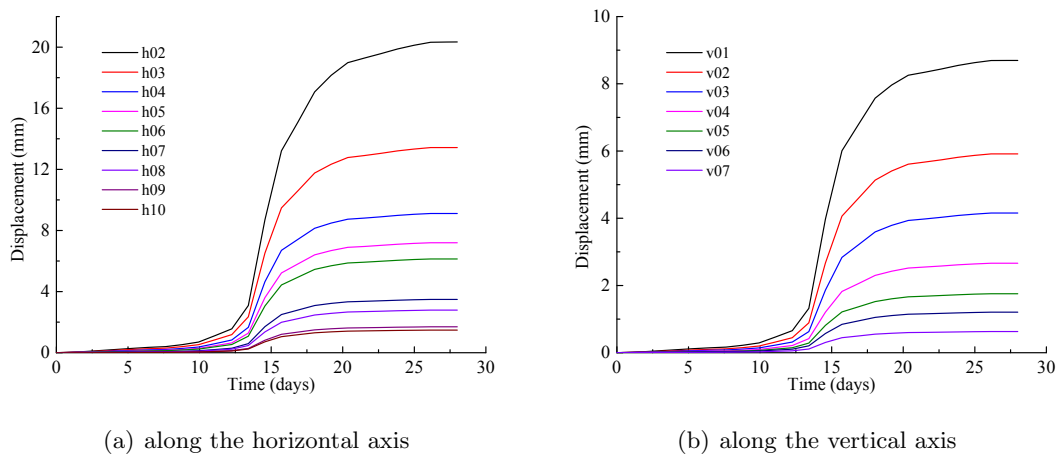 20
16
12
8
4
0
Displacement (mm)
h02
h03
h04
h05
h06
h07
h08
h09
h10
0 5 10 15 20 25 30
Time (days)
(a) along the horizontal axis
10
8
6
4
2
0
Displacement (mm)
v01
v02
v03
v04
v05
v06
v07
0 5 10 15 20 25 30
Time (days)
(b) along the vertical axis